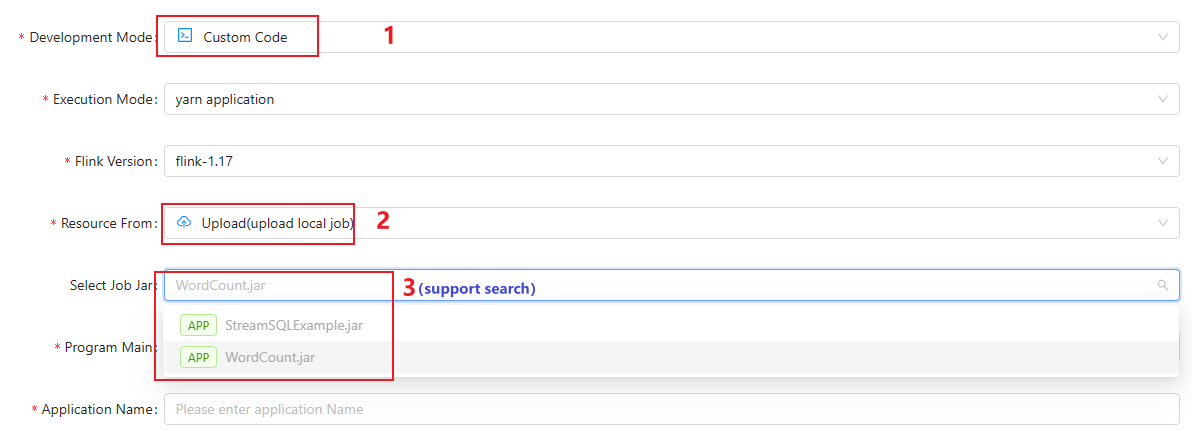 * Development Mode: Custom Code 1
* Execution Mode: yarn application
* Flink Version: flink-1.17
* Resource From: Upload(upload local job) 2
Select Job Jar: WordCount.jar 3 (support search)
APP StreamSQLExample.jar
* Program Main: APP WordCount.jar
* Application Name: Please enter application Name